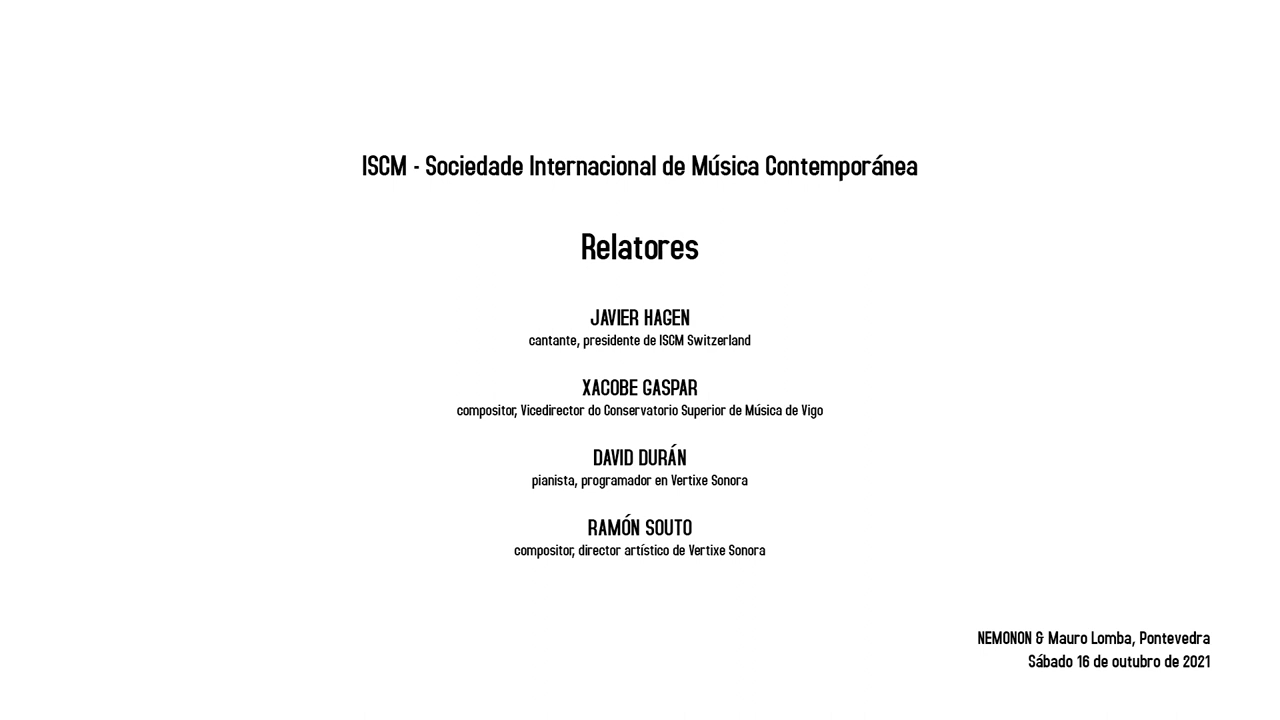 ISCM - Sociedade Internacional de Música Contemporánea
Relatores
JAVIER HAGEN
cantante, presidente de ISCM Switzerland
XACOBE GASPAR
compositor, Vicedirector do Conservatorio Superior de Música de Vigo
DAVID DURÁN
pianista, programador en Vertixe Sonora
RAMÓN SOUTO
compositor, director artístico de Vertixe Sonora
NEMONON & Mauro Lomba, Pontevedra
Sábado 16 de outubro de 2021